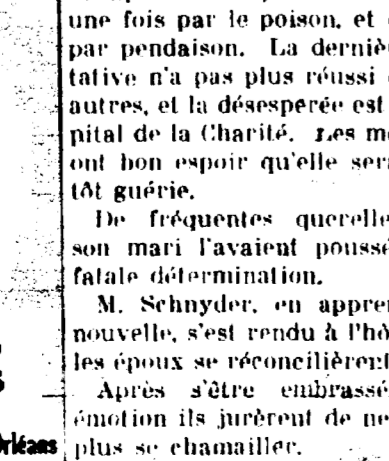 une fois par le poison, et
par pendaison. La derniè
tative n'a pas plus réussi
autres, et la désesperée est
pital de la Charité. Les mé
ont bon espoir qu'elle ser
tôt guérie.
De fréquentes querelle
son mari l'avaient poussé
fatale détermination.
M. Schnyder, en appre
nouvelle, s'est rendu à l'hô
les époux se réconcilièrent
Après s'être embrassé
émotion ils jurèrent de ne
plus se chamailler.
Orléans